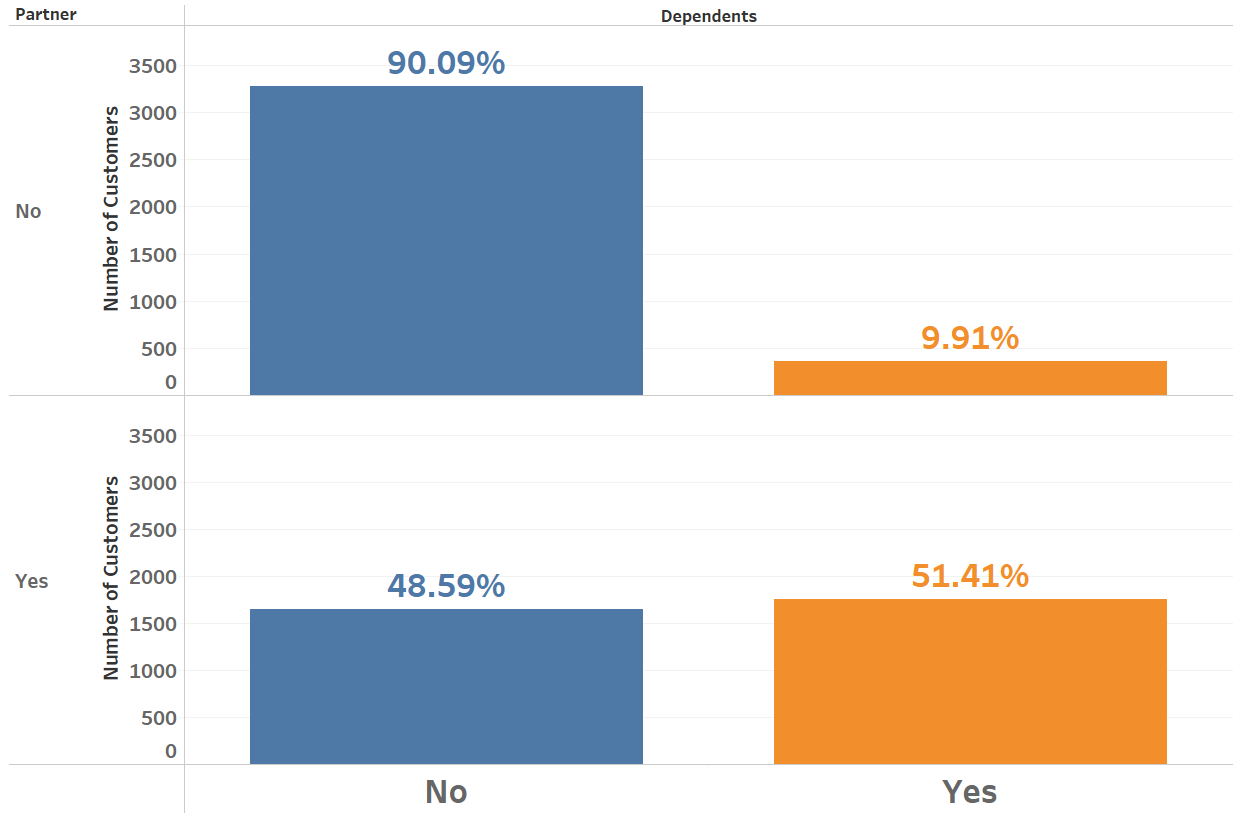 Partner
Dependents
No
Number of Customers
3500
3000
2500
2000
1500
1000
500
0
90.09%
9.91%
Yes
Number of Customers
3500
3000
2500
2000
1500
1000
500
0
48.59%
51.41%
No
Yes